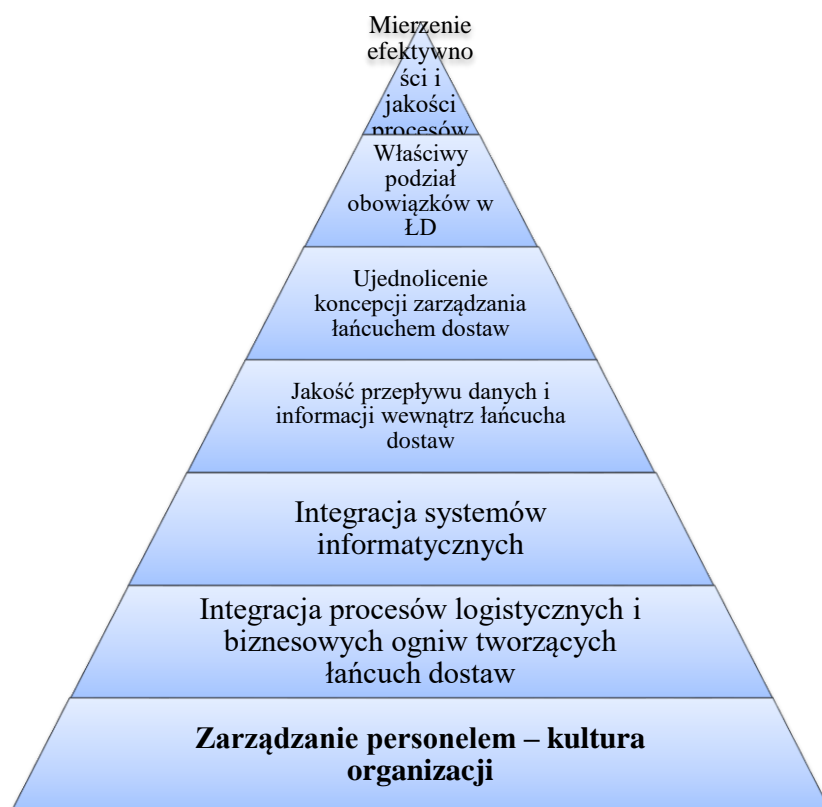 Mierzenie
efektywno
ści i
jakości
procesów
Właściwy
podział
obowiązków w
ŁD
Ujednolicenie
koncepcji zarządzania
łańcuchem dostaw
Jakość przepływu danych i
informacji wewnątrz łańcucha
dostaw
Integracja systemów
informatycznych
Integracja procesów logistycznych i
biznesowych ogniw tworzących
łańcuch dostaw
Zarządzanie personelem – kultura
organizacji